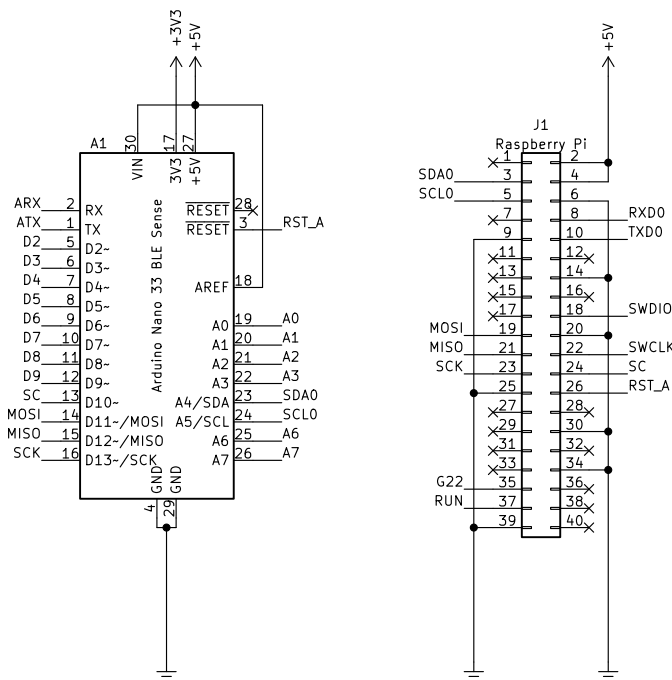 +3V3
+5V
A1
30
VIN
17
3V3
27
+5V
Arduino Nano 33 BLE Sense
ARX 2 RX
ATX 1 TX
D2 5 D2~
D3 6 D3~
D4 7 D4~
D5 8 D5~
D6 9 D6~
D7 10 D7~
D8 11 D8~
D9 12 D9~
SC 13 D10~
MOSI 14 D11~/MOSI
MISO 15 D12~/MISO
SCK 16 D13~/SCK
RESET 28
RESET 3 RST_A
AREF 18
A0 19 A0
A1 20 A1
A2 21 A2
A3 22 A3
A4/SDA 23 SDA0
A5/SCL 24 SCL0
A6 25 A6
A7 26 A7
GND
GND
4
29
+5V
J1
Raspberry Pi
1 2
SDA0 3 4
SCL0 5 6
7 8 RXD0
9 10 TXD0
11 12
13 14
15 16
17 18 SWDIO
MOSI 19 20
MISO 21 22 SWCLK
SCK 23 24 SC
25 26 RST_A
27 28
29 30
31 32
33 34
G22 35 36
RUN 37 38
39 40